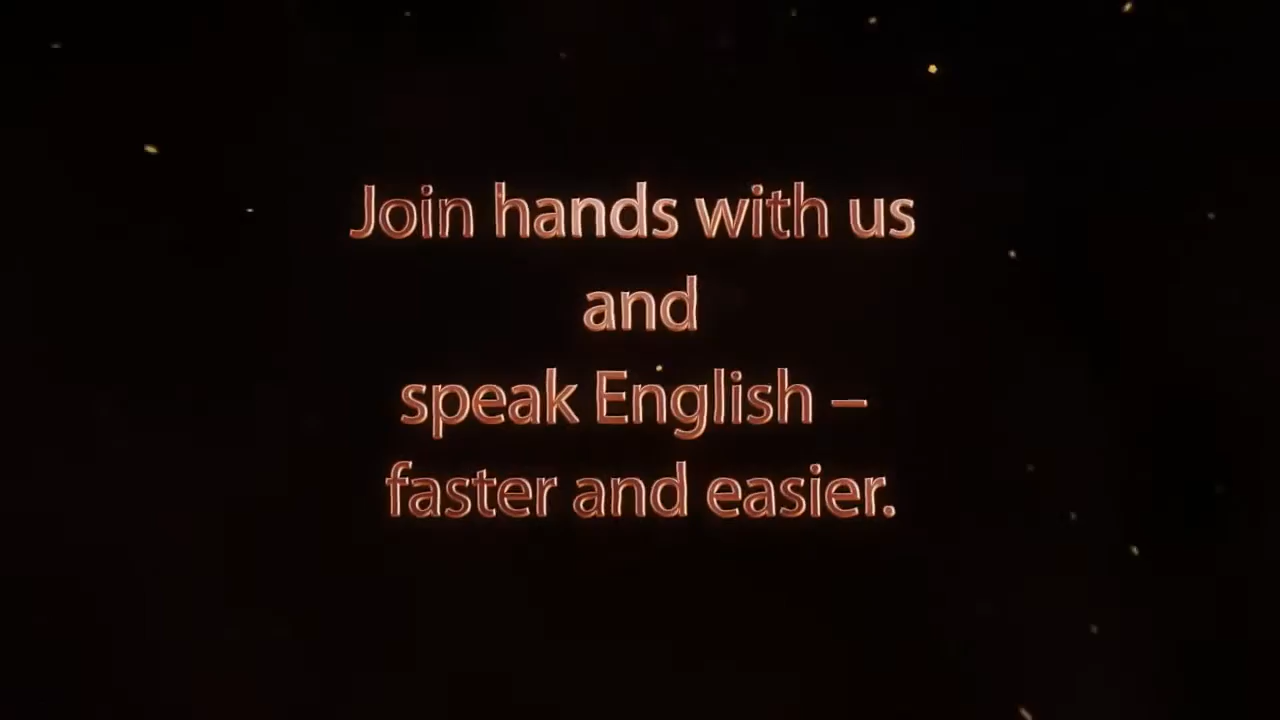 Join hands with us
and
speak English –
faster and easier.